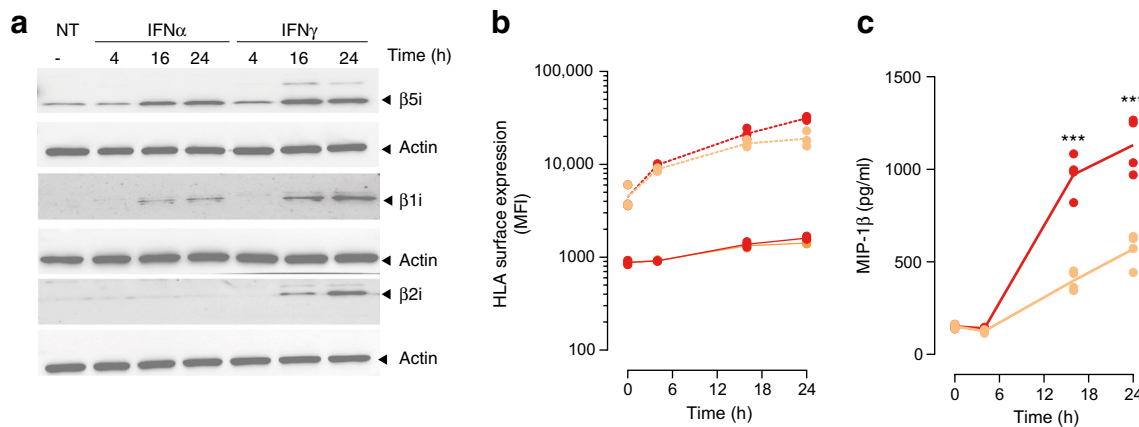 a
NT IFNα IFNγ
- 4 16 24 4 16 24 Time (h)
β5i
Actin
β1i
Actin
β2i
Actin
b
100,000
10,000
1000
100
HLA surface expression
(MFI)
0 6 12 18 24
Time (h)
c
1500
1000
500
0
MIP-1β (pg/ml)
***
***
0 6 12 18 24
Time (h)